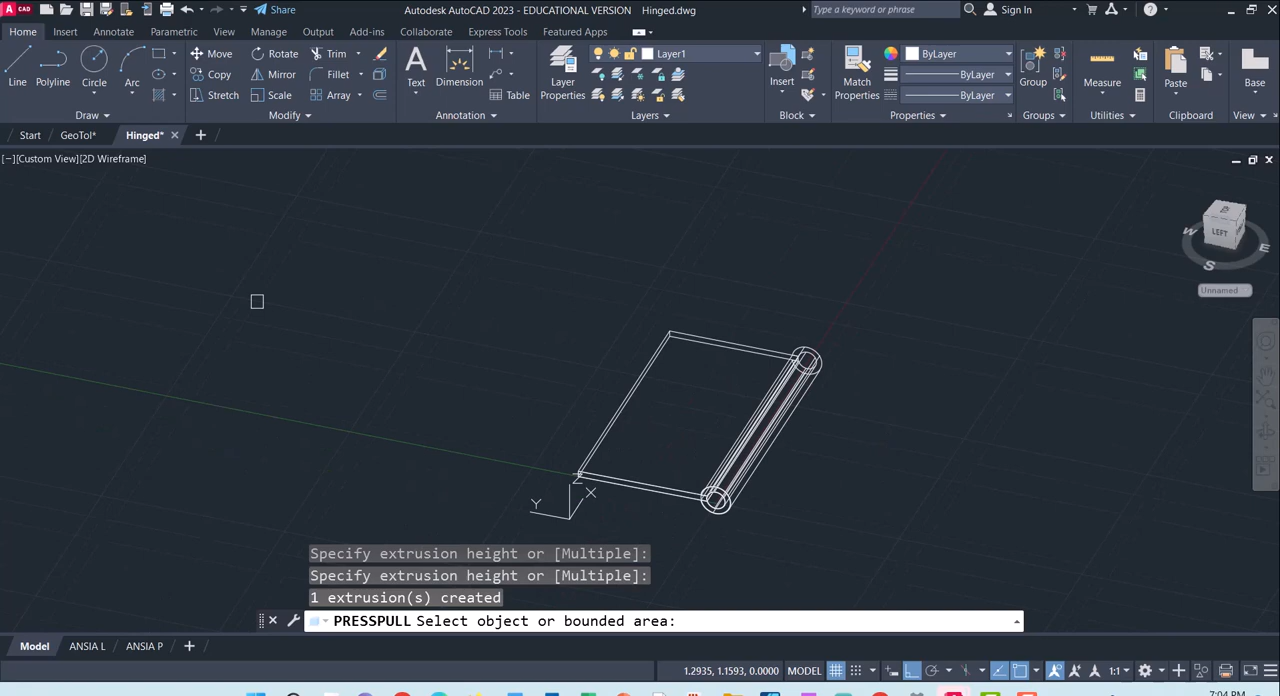 A CAD
Share
Autodesk AutoCAD 2023 - EDUCATIONAL VERSION Hinged.dwg
Type a keyword or phrase
Sign In
Home Insert Annotate Parametric View Manage Output Add-ins Collaborate Express Tools Featured Apps
Line Polyline Circle Arc
Move Rotate Trim
Copy Mirror Fillet
Stretch Scale Array
Text Dimension Table
Layer Properties
Layer1
Insert
Match Properties
ByLayer
ByLayer
ByLayer
Group
Measure
Paste
Base
Draw Modify Annotation Layers Block Properties Groups Utilities Clipboard View
Start GeoTol* Hinged*
[−][Custom View][2D Wireframe]
LEFT
W
E
S
Unnamed
Z
X
Y
Specify extrusion height or [Multiple]:
Specify extrusion height or [Multiple]:
1 extrusion(s) created
PRESSPULL Select object or bounded area:
Model ANSIA L ANSIA P
1.2935, 1.1593, 0.0000 MODEL 1:1
7:04 PM